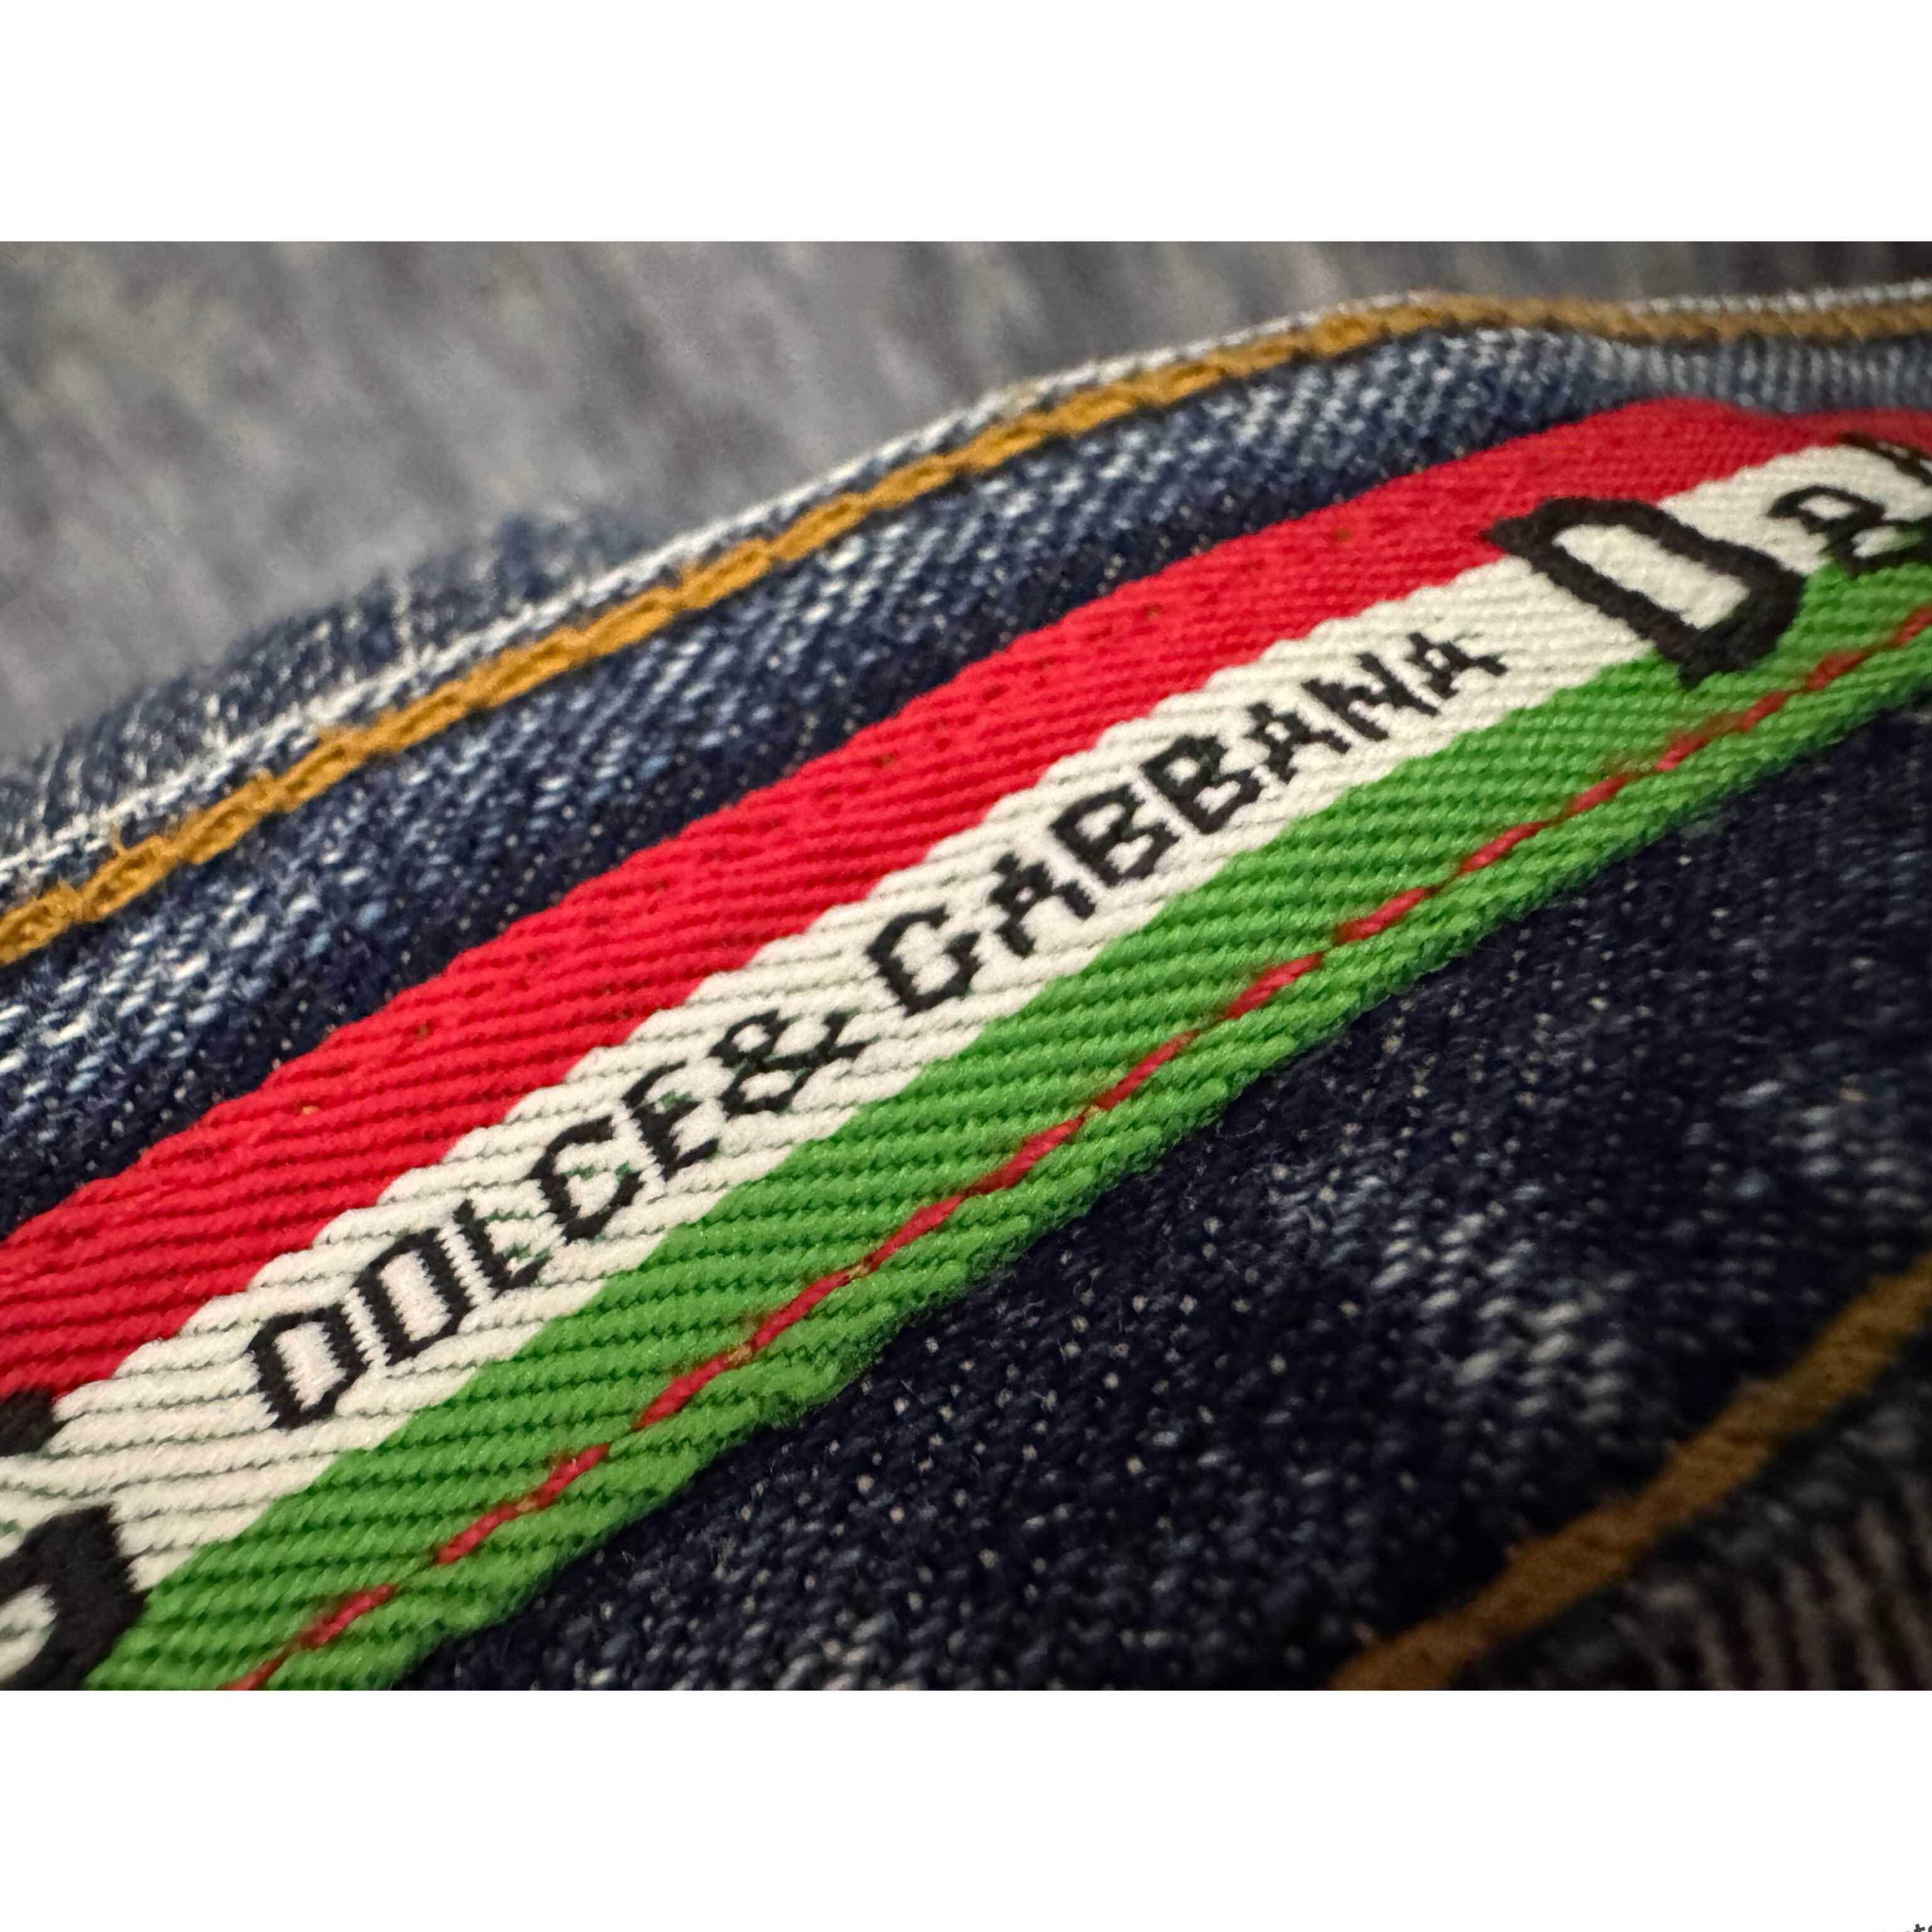 DOLCE & GABBANA D&